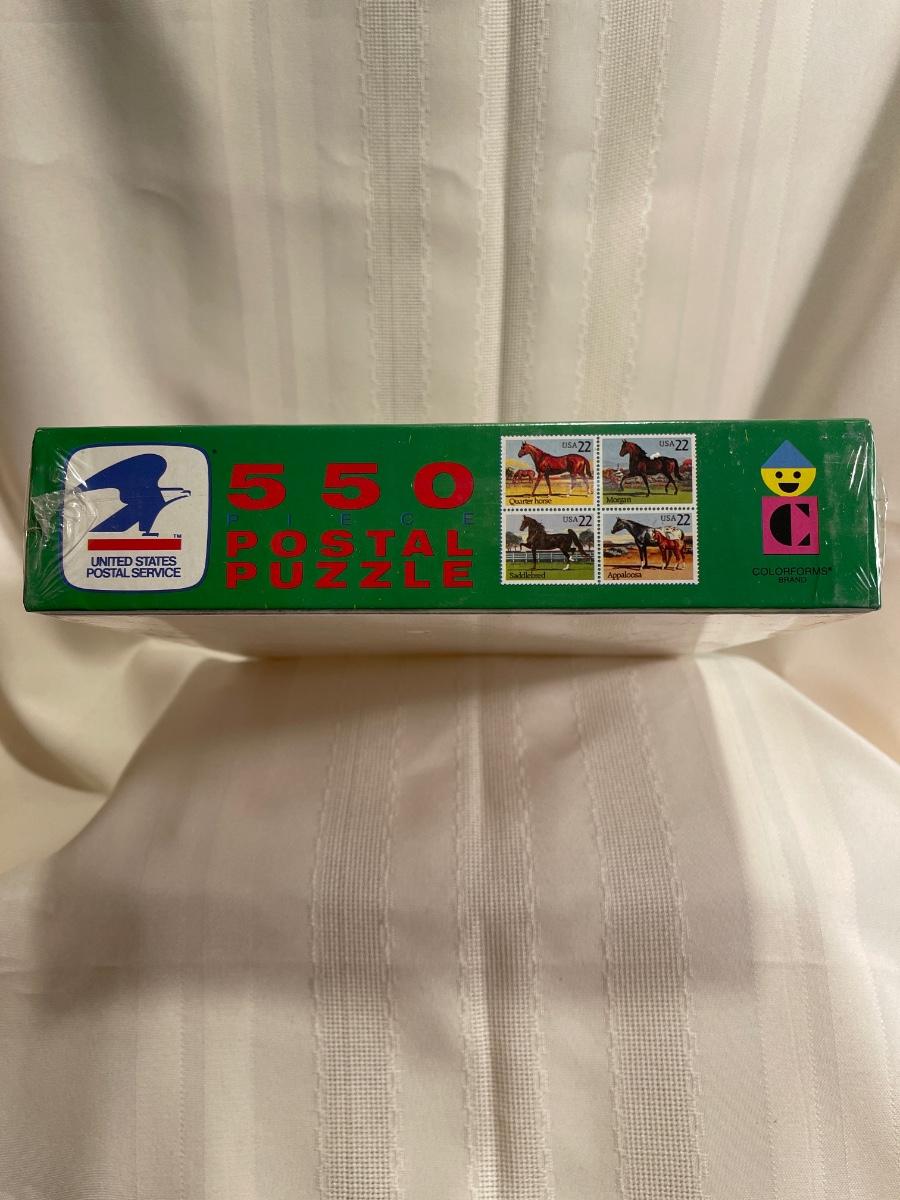 UNITED STATES
POSTAL SERVICE
TM
550
PIECE
POSTAL
PUZZLE
USA 22
Quarter horse
USA 22
Morgan
USA 22
Saddlebred
USA 22
Appaloosa
C
COLORFORMS®
BRAND